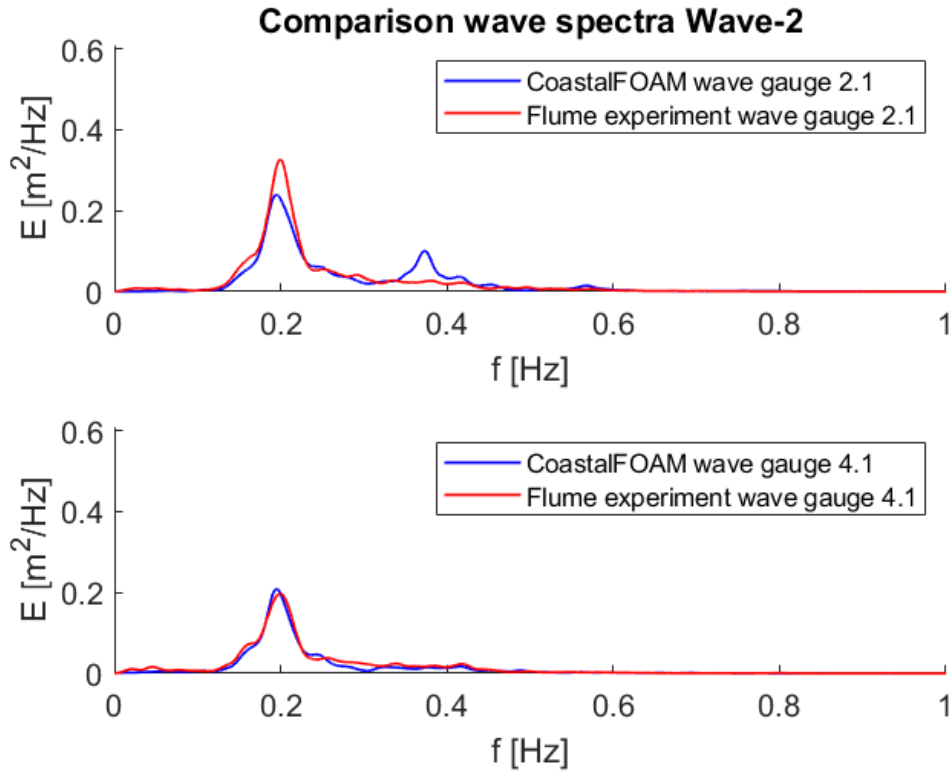 Comparison wave spectra Wave-2
E [m²/Hz]
0.6
0.4
0.2
0
CoastalFOAM wave gauge 2.1
Flume experiment wave gauge 2.1
0 0.2 0.4 0.6 0.8 1
f [Hz]
E [m²/Hz]
0.6
0.4
0.2
0
CoastalFOAM wave gauge 4.1
Flume experiment wave gauge 4.1
0 0.2 0.4 0.6 0.8 1
f [Hz]